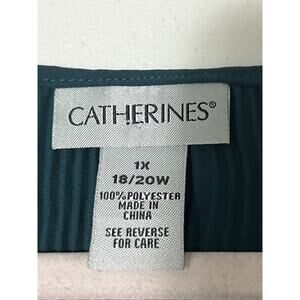 CATHERINES®
1X
18/20W
100% POLYESTER
MADE IN
CHINA
SEE REVERSE
FOR CARE